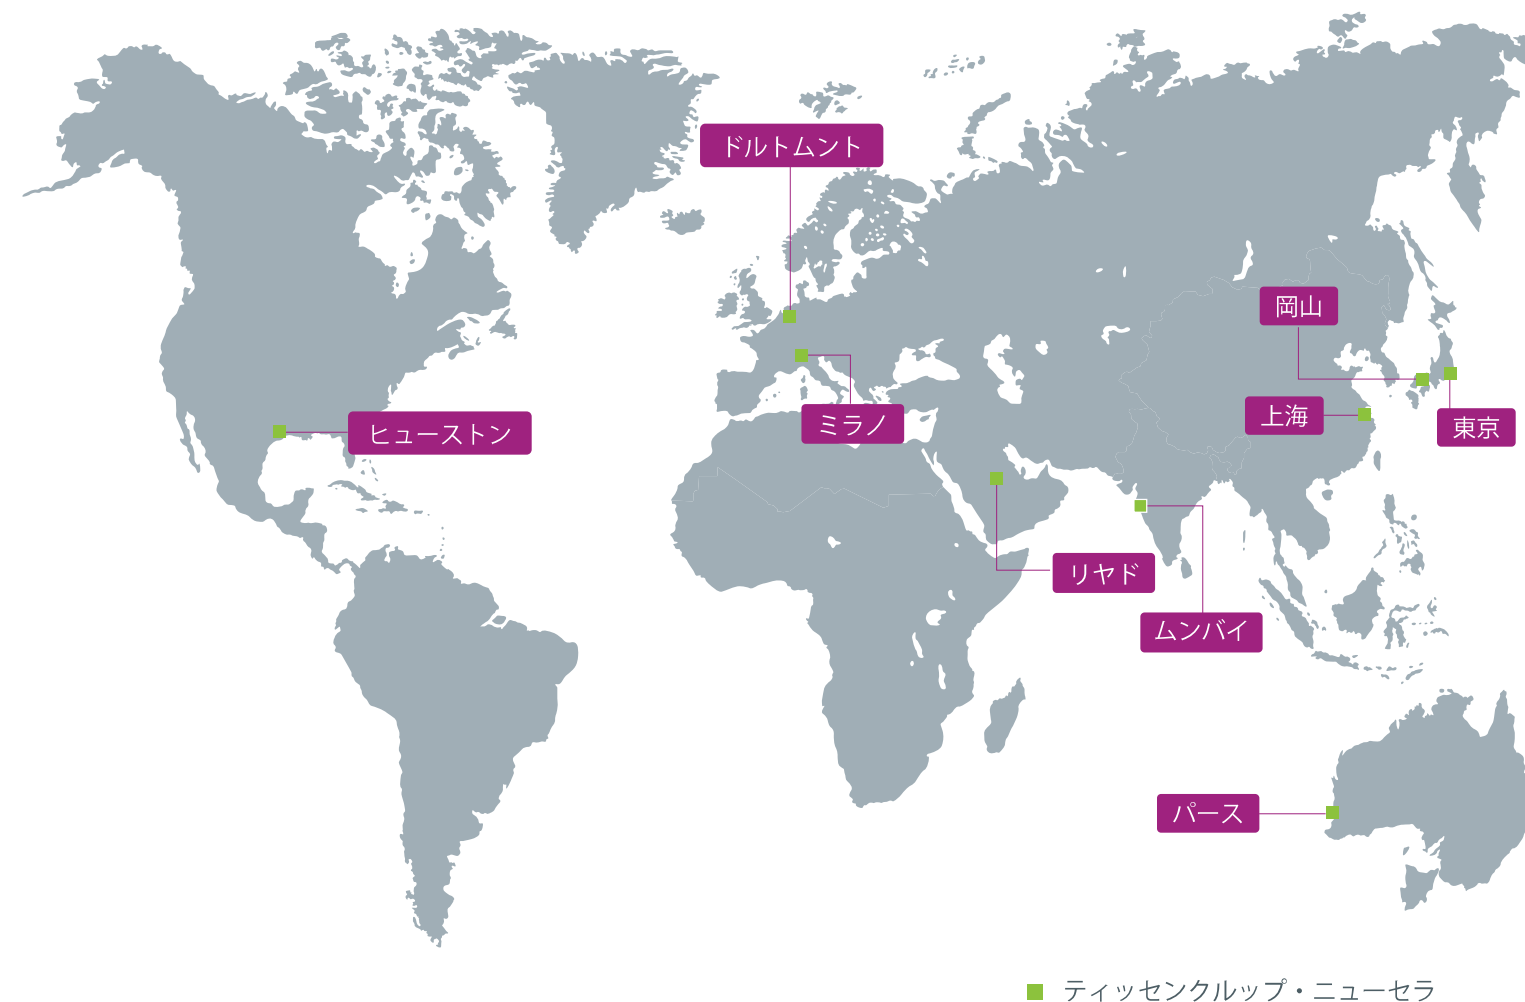 ドルトムント
岡山
上海
東京
ヒューストン
ミラノ
リヤド
ムンバイ
パース
ティッセンクルップ・ニューセラ